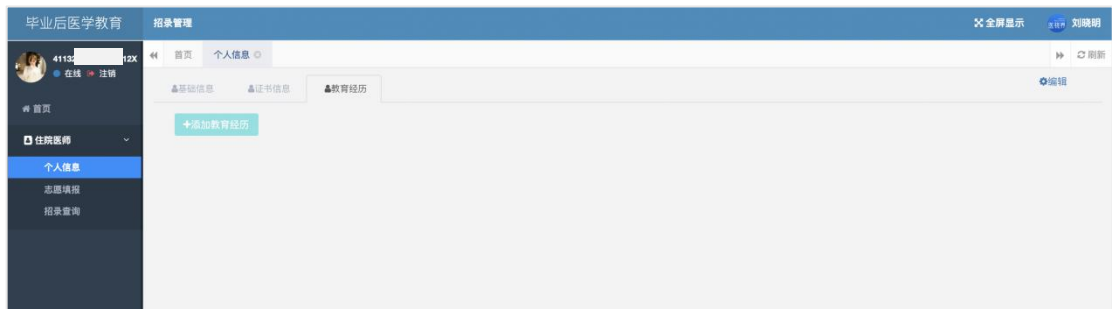 毕业后医学教育
招录管理
全屏显示
刘晓明
41132
12X
在线
注销
首页
个人信息
刷新
基础信息
证书信息
教育经历
编辑
首页
+添加教育经历
住院医师
个人信息
志愿填报
招录查询